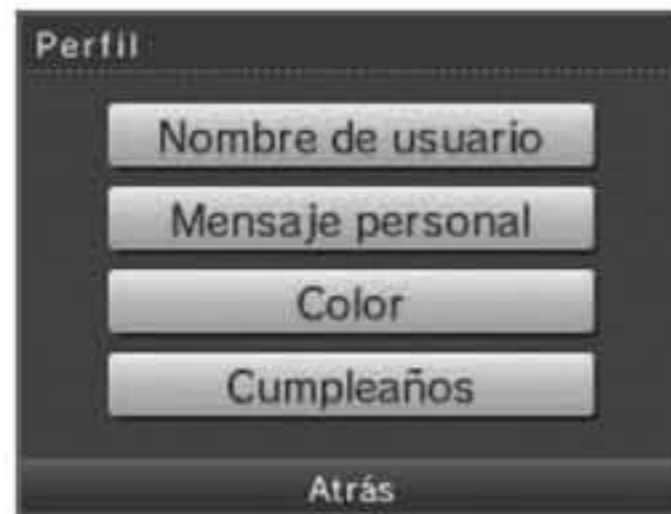 Perfil
Nombre de usuario
Mensaje personal
Color
Cumpleaños
Atrás